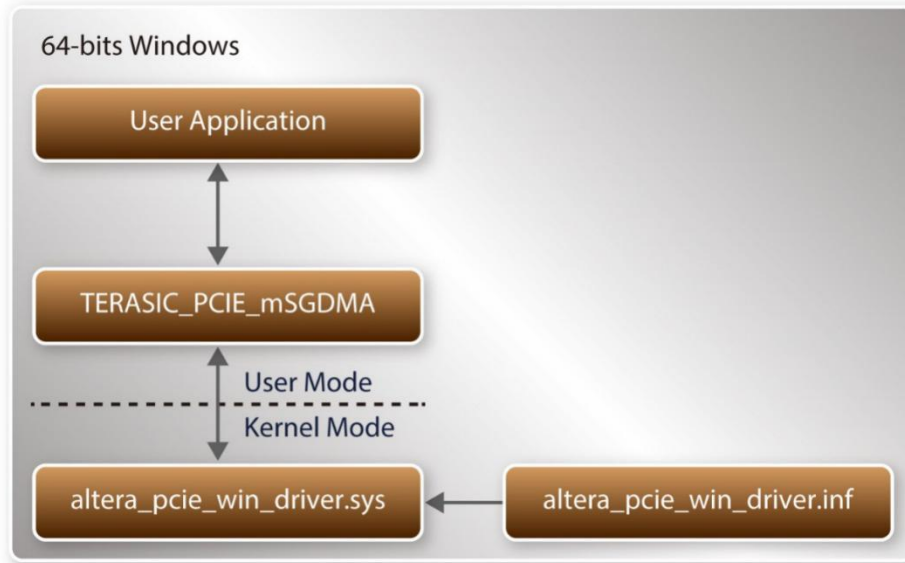 64-bits Windows
User Application
TERASIC_PCIE_mSGDMA
User Mode
Kernel Mode
altera_pcie_win_driver.sys
altera_pcie_win_driver.inf